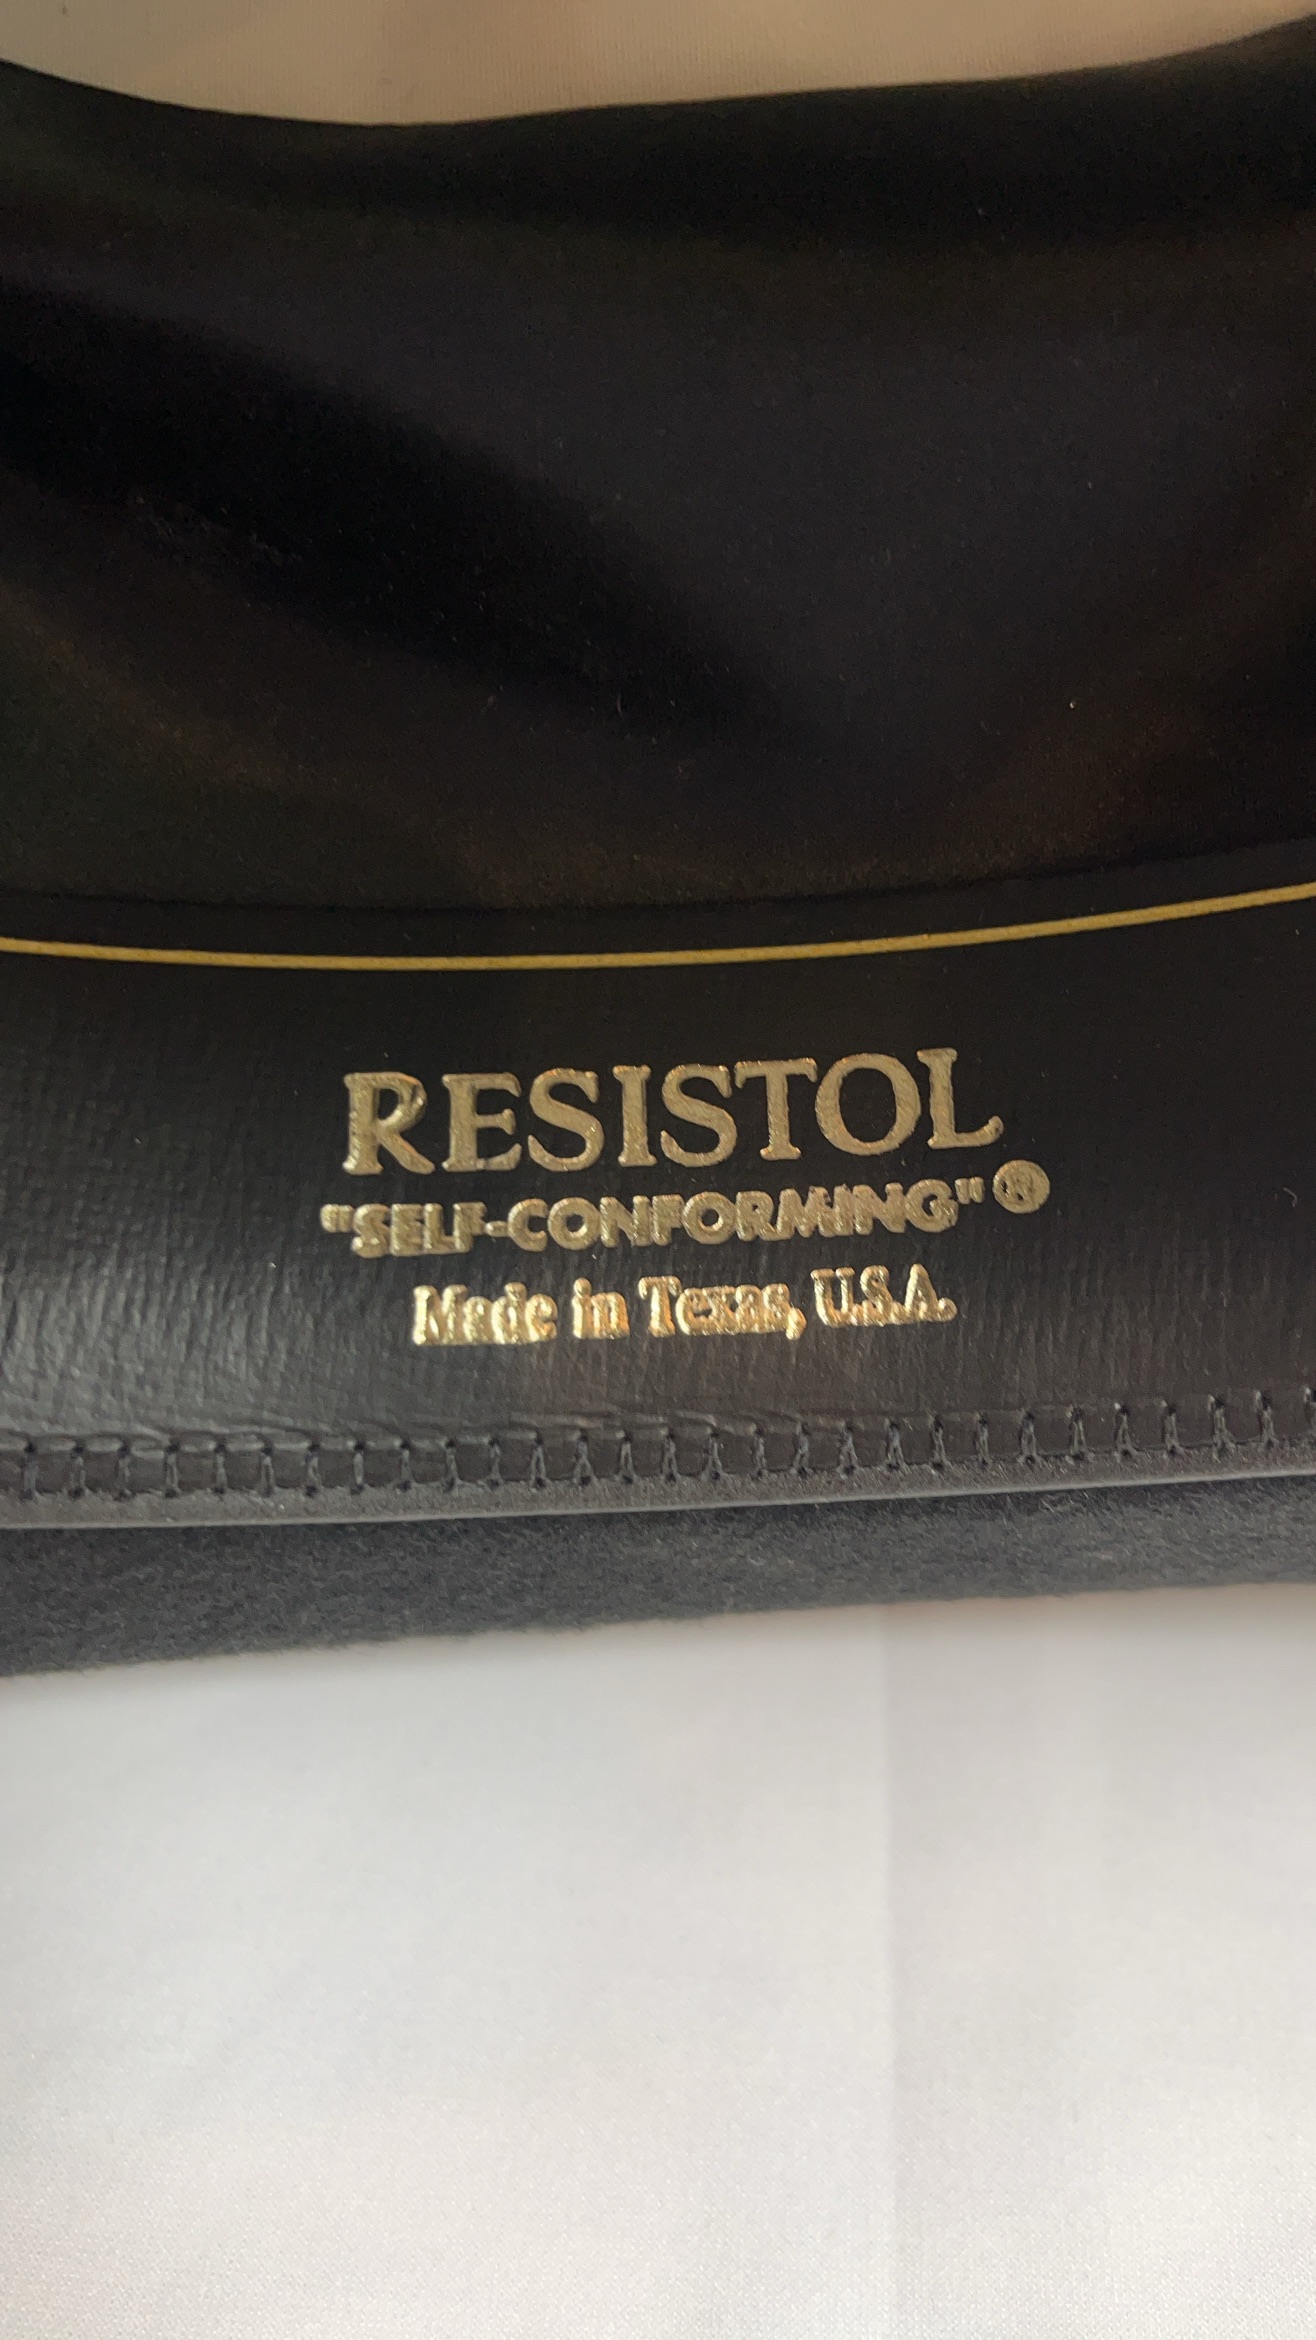 RESISTOL
"SELF-CONFORMING"®
Made in Texas, U.S.A.